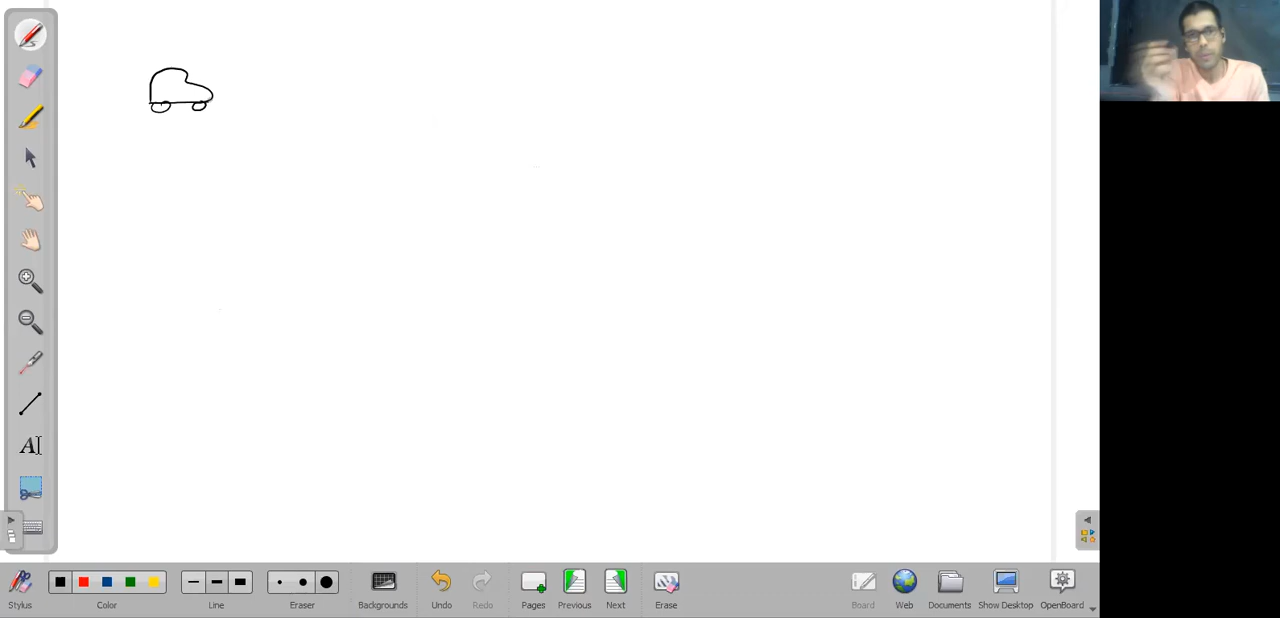 A
Stylus
Color
Line
Eraser
Backgrounds
Undo
Redo
Pages
Previous
Next
Erase
Board
Web
Documents
Show Desktop
OpenBoard